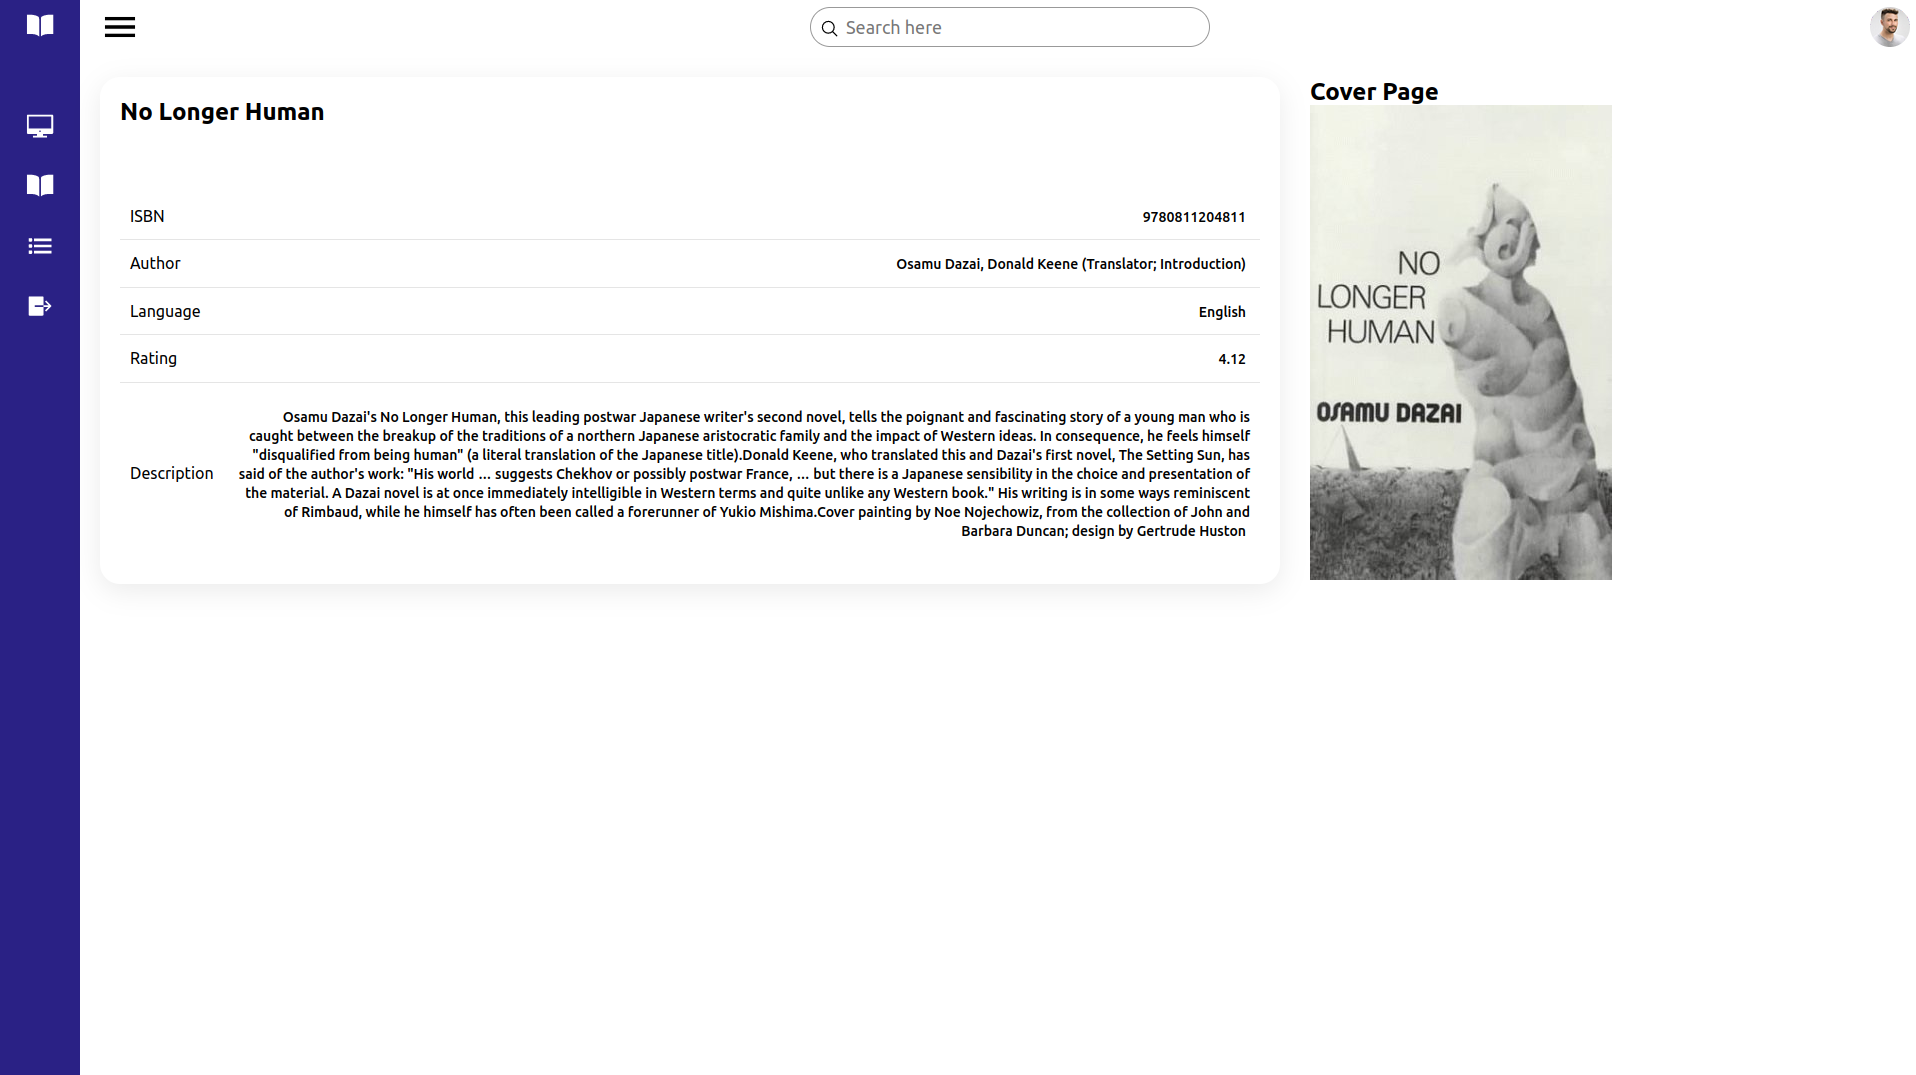 Search here
No Longer Human
ISBN 9780811204811
Author Osamu Dazai, Donald Keene (Translator; Introduction)
Language English
Rating 4.12
Description
Osamu Dazai's No Longer Human, this leading postwar Japanese writer's second novel, tells the poignant and fascinating story of a young man who is
caught between the breakup of the traditions of a northern Japanese aristocratic family and the impact of Western ideas. In consequence, he feels himself
"disqualified from being human" (a literal translation of the Japanese title).Donald Keene, who translated this and Dazai's first novel, The Setting Sun, has
said of the author's work: "His world … suggests Chekhov or possibly postwar France, … but there is a Japanese sensibility in the choice and presentation of
the material. A Dazai novel is at once immediately intelligible in Western terms and quite unlike any Western book." His writing is in some ways reminiscent
of Rimbaud, while he himself has often been called a forerunner of Yukio Mishima.Cover painting by Noe Nojechowiz, from the collection of John and
Barbara Duncan; design by Gertrude Huston
Cover Page
NO
LONGER
HUMAN
OSAMU DAZAI